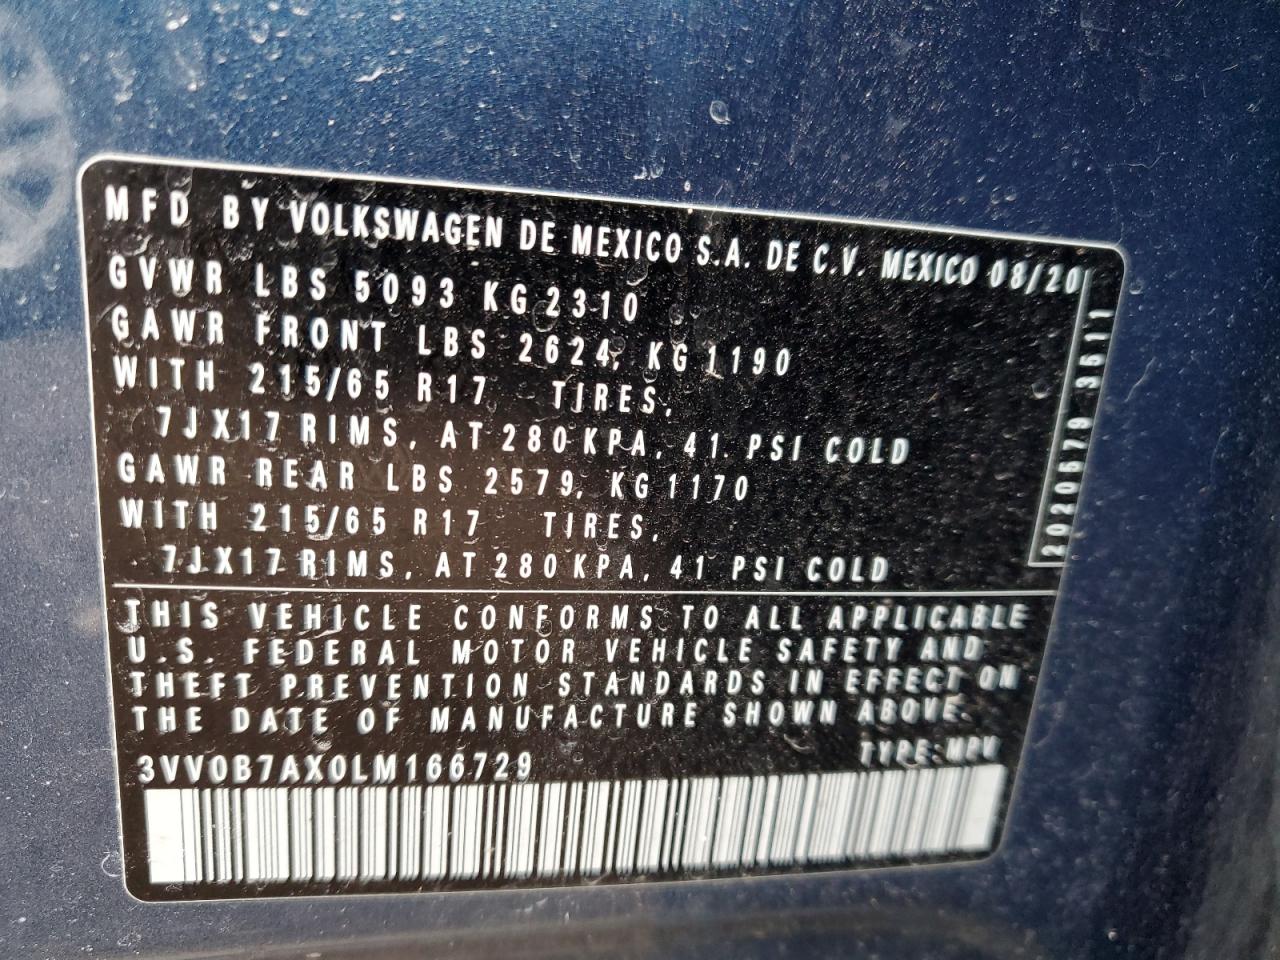 MFD BY VOLKSWAGEN DE MEXICO S.A. DE C.V. MEXICO 08/20
GVWR LBS 5093 KG 2310
GAWR FRONT LBS 2624, KG 1190
WITH 215/65 R17 TIRES,
7JX17 RIMS, AT 280 KPA, 41 PSI COLD
GAWR REAR LBS 2579, KG 1170
WITH 215/65 R17 TIRES,
7JX17 RIMS, AT 280 KPA, 41 PSI COLD
2020579 3511
THIS VEHICLE CONFORMS TO ALL APPLICABLE
U.S. FEDERAL MOTOR VEHICLE SAFETY AND
THEFT PREVENTION STANDARDS IN EFFECT ON
THE DATE OF MANUFACTURE SHOWN ABOVE.
3VV0B7AX0LM166729 TYPE:MPV